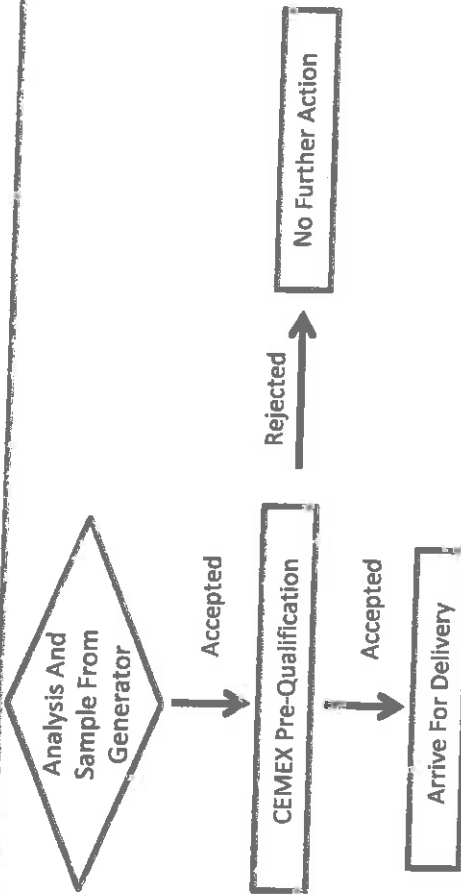 Analysis And
Sample From
Generator
Accepted
CEMEX Pre-Qualification
Rejected
No Further Action
Accepted
Arrive For Delivery